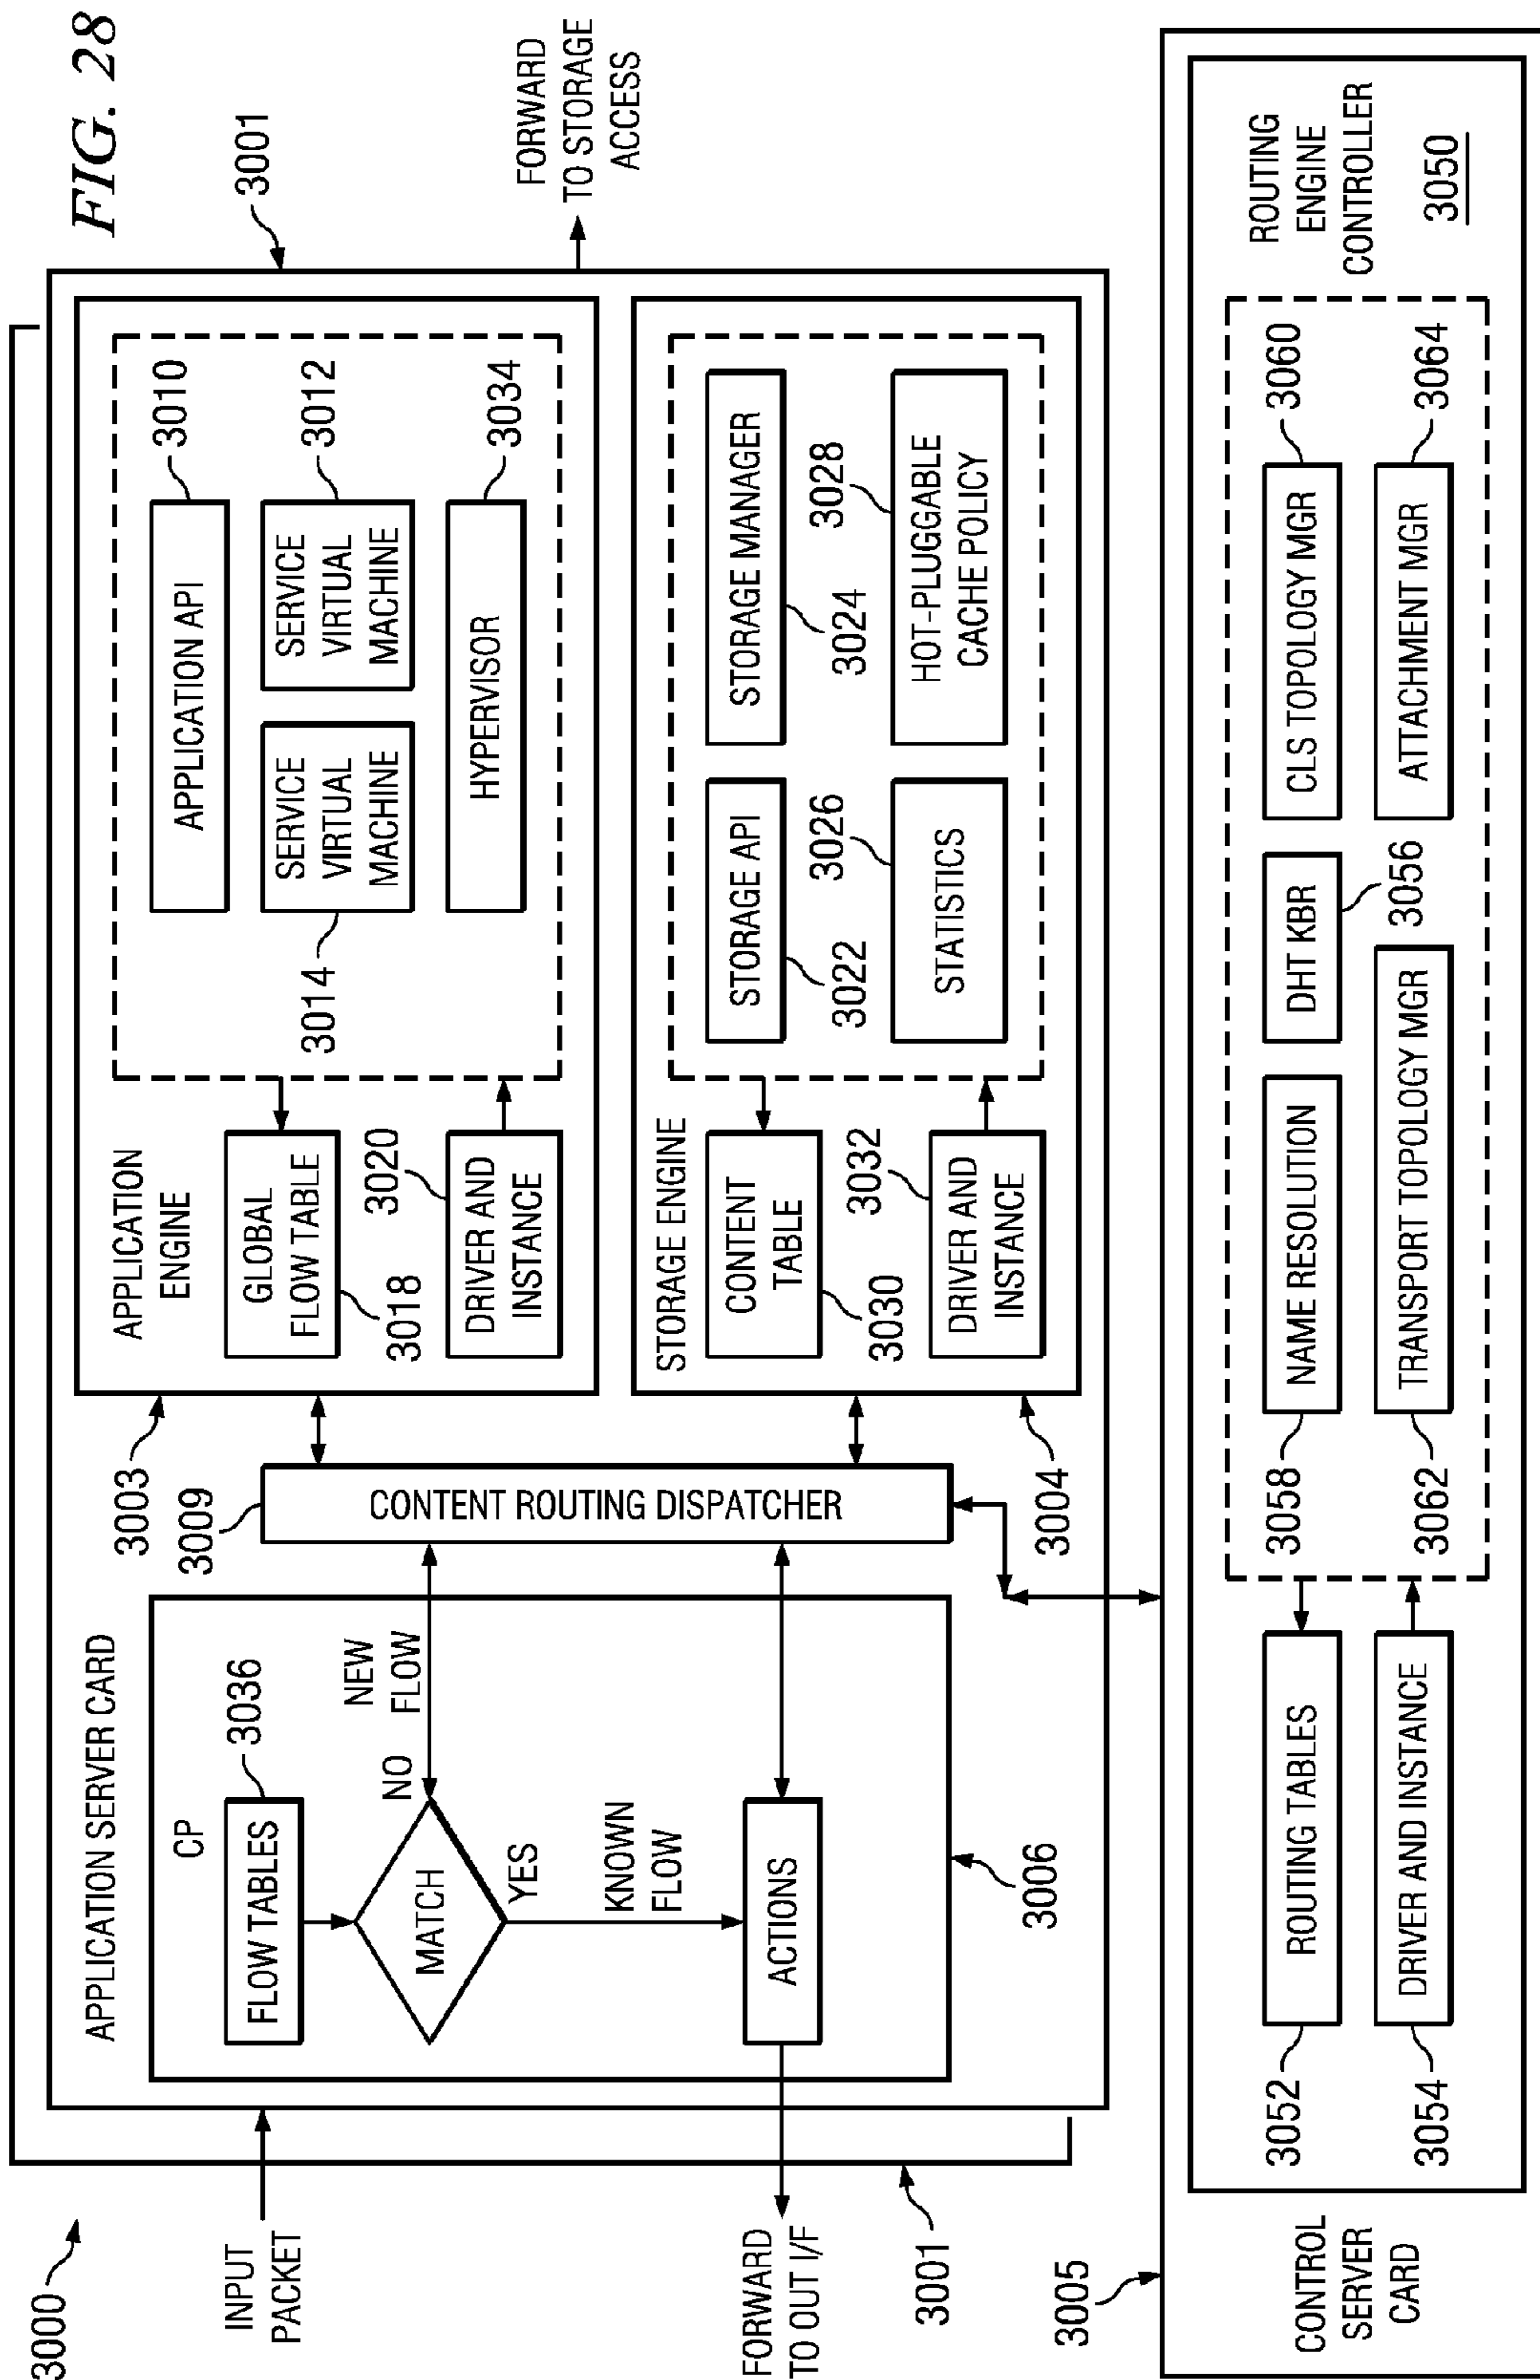 FIG. 28
3000
INPUT
PACKET
FORWARD
TO OUT I/F
3001
APPLICATION SERVER CARD
CP
FLOW TABLES
3036
MATCH
NO
NEW
FLOW
YES
KNOWN
FLOW
ACTIONS
3006
3009
CONTENT ROUTING DISPATCHER
3003
APPLICATION
ENGINE
GLOBAL
FLOW TABLE
3018
3020
DRIVER AND
INSTANCE
APPLICATION API
3010
SERVICE
VIRTUAL
MACHINE
3014
SERVICE
VIRTUAL
MACHINE
3012
HYPERVISOR
3034
3001
FORWARD
TO STORAGE
ACCESS
STORAGE ENGINE
CONTENT
TABLE
3030
3032
DRIVER AND
INSTANCE
3004
STORAGE API
3022
STORAGE MANAGER
3024
3026
STATISTICS
3028
HOT-PLUGGABLE
CACHE POLICY
3005
CONTROL
SERVER
CARD
3052
ROUTING TABLES
3054
DRIVER AND INSTANCE
3058
NAME RESOLUTION
DHT KBR
3056
CLS TOPOLOGY MGR
3060
3062
TRANSPORT TOPOLOGY MGR
ATTACHMENT MGR
3064
ROUTING
ENGINE
CONTROLLER
3050